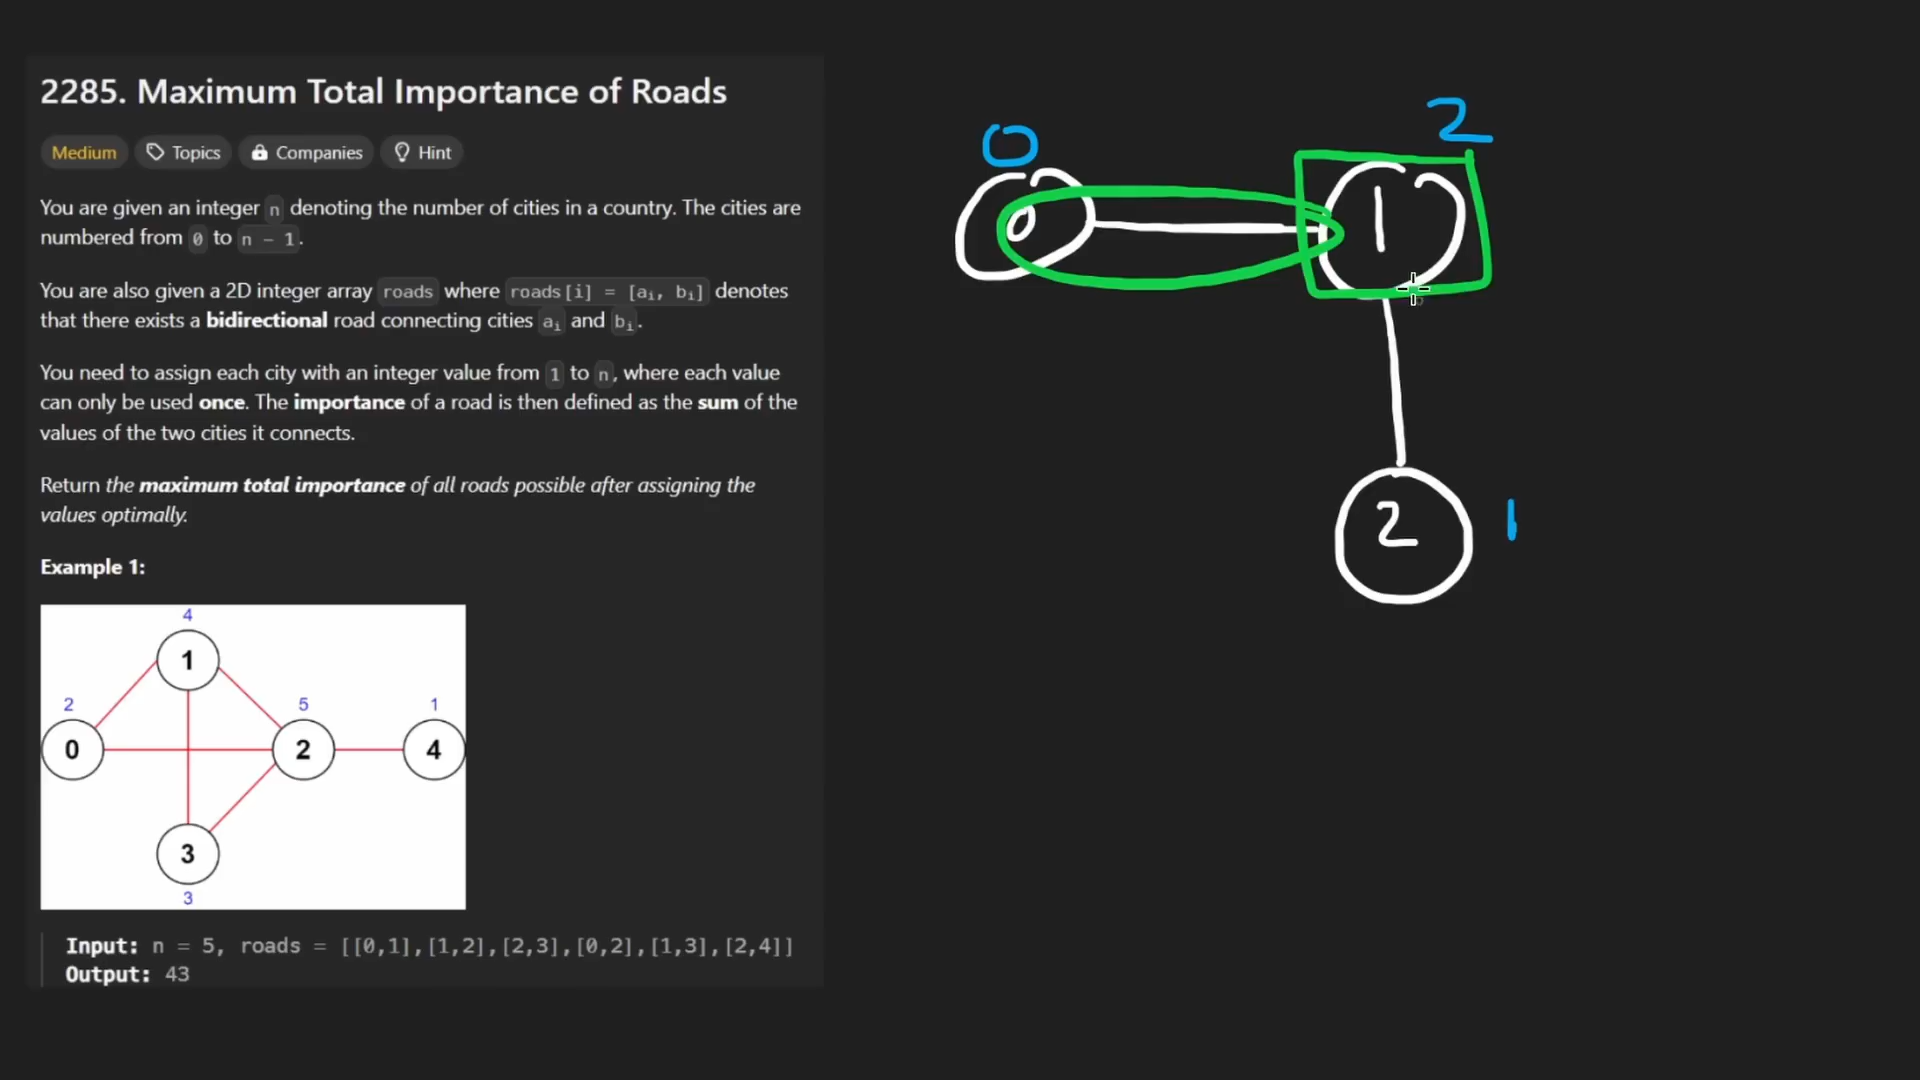 2285. Maximum Total Importance of Roads
Medium Topics Companies Hint
You are given an integer n denoting the number of cities in a country. The cities are
numbered from 0 to n - 1.
You are also given a 2D integer array roads where roads[i] = [aᵢ, bᵢ] denotes
that there exists a bidirectional road connecting cities aᵢ and bᵢ.
You need to assign each city with an integer value from 1 to n, where each value
can only be used once. The importance of a road is then defined as the sum of the
values of the two cities it connects.
Return the maximum total importance of all roads possible after assigning the
values optimally.
Example 1:
4
1
2
5
1
0
2
4
3
3
Input: n = 5, roads = [[0,1],[1,2],[2,3],[0,2],[1,3],[2,4]]
Output: 43
0
2
0
1
2
1